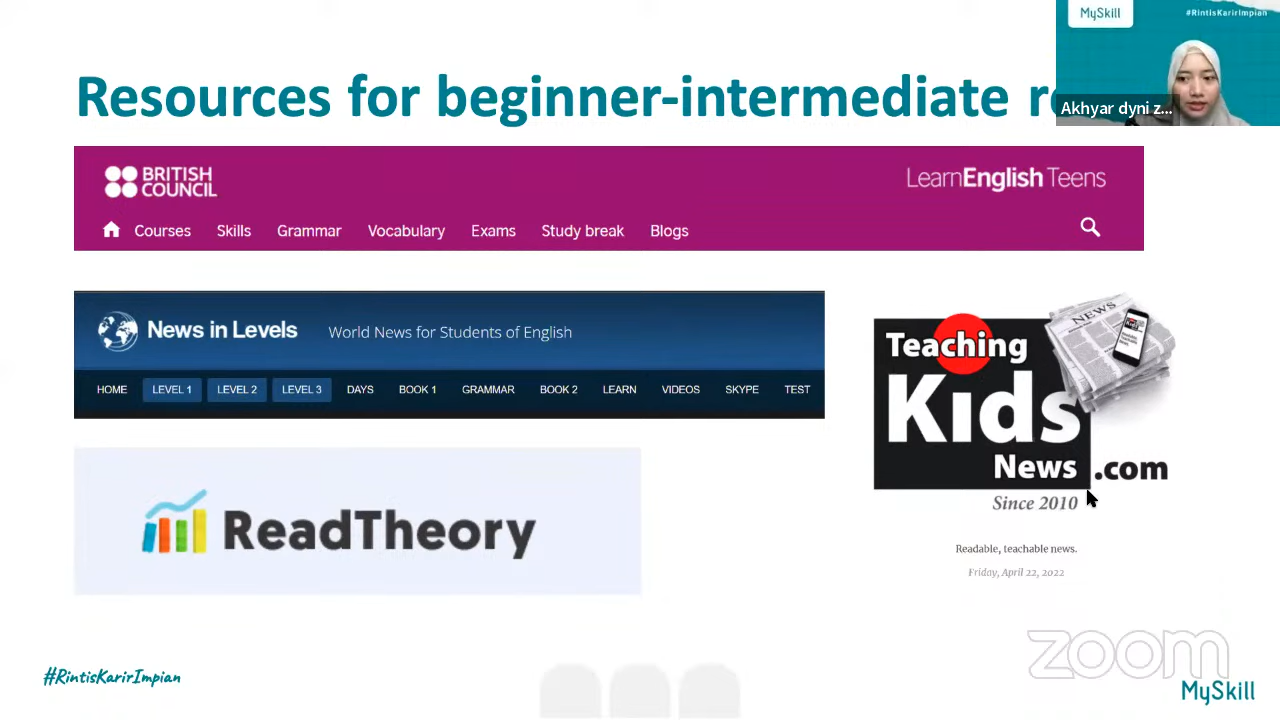 MySkill
#RintisKarirImpian
Resources for beginner-intermediate
Akhyar dyni z...
BRITISH
COUNCIL
LearnEnglish Teens
Courses Skills Grammar Vocabulary Exams Study break Blogs
News in Levels World News for Students of English
HOME LEVEL 1 LEVEL 2 LEVEL 3 DAYS BOOK 1 GRAMMAR BOOK 2 LEARN VIDEOS SKYPE TEST
NEWS
Teaching
Kids
News .com
Since 2010
Readable, teachable news.
Friday, April 22, 2022
ReadTheory
zoom
#RintisKarirImpian
MySkill